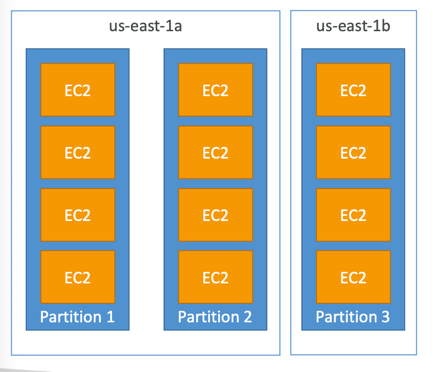 us-east-1a
us-east-1b
EC2
EC2
EC2
EC2
Partition 1
EC2
EC2
EC2
EC2
Partition 2
EC2
EC2
EC2
EC2
Partition 3